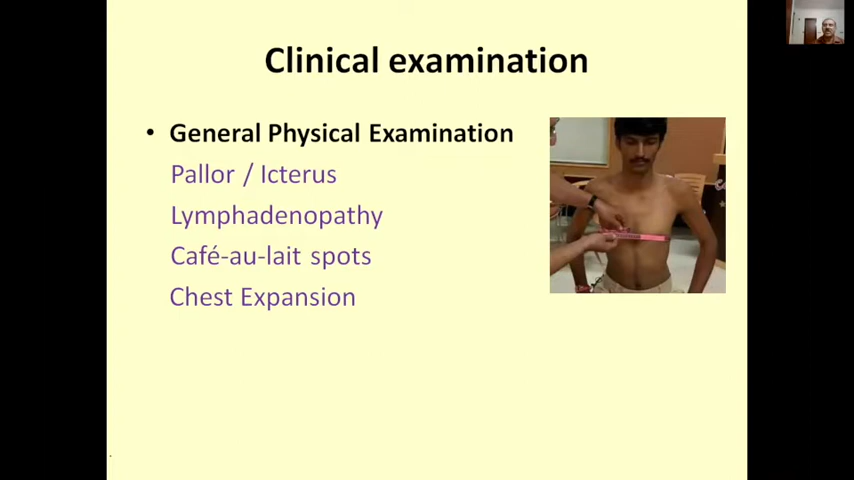 Clinical examination
• General Physical Examination
Pallor / Icterus
Lymphadenopathy
Café-au-lait spots
Chest Expansion